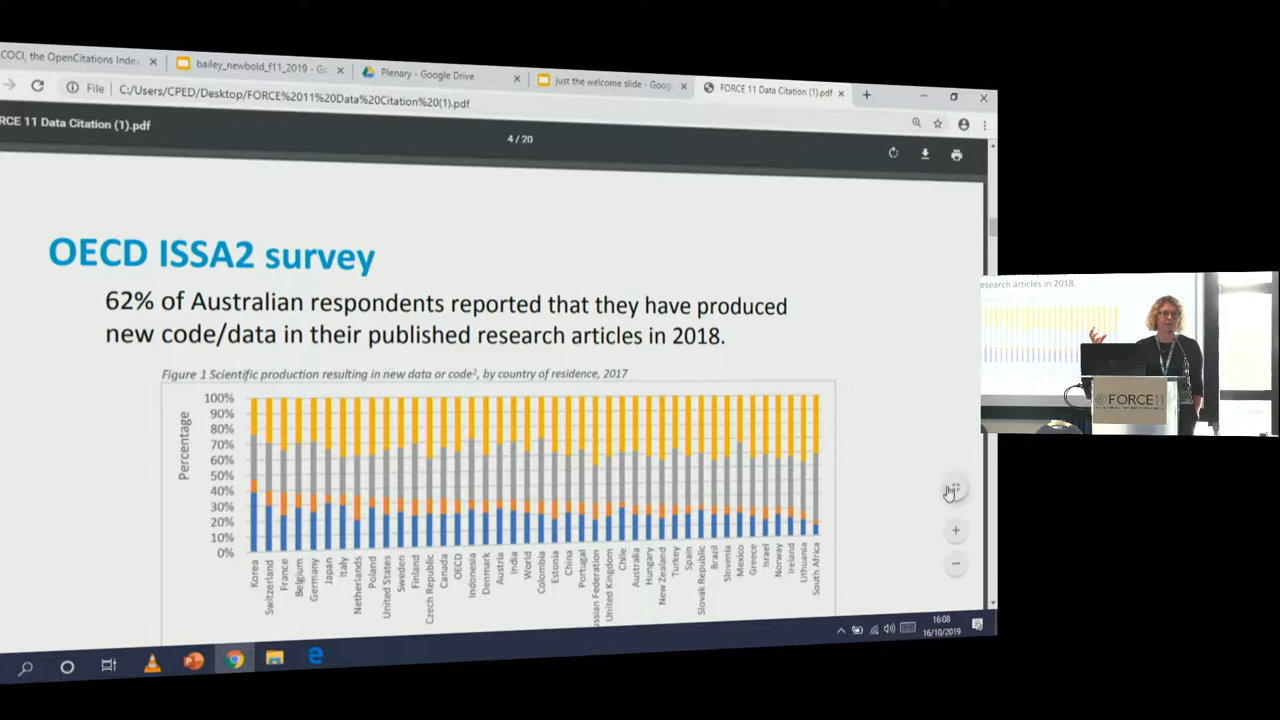 COCI, the OpenCitations Inde
bailey_newbold_f11_2019 - Go
Plenary - Google Drive
just the welcome slide - Goog
FORCE 11 Data Citation (1).pdf
File
C:/Users/CPED/Desktop/FORCE%2011%20Data%20Citation%20(1).pdf
RCE 11 Data Citation (1).pdf
4 / 20
OECD ISSA2 survey
62% of Australian respondents reported that they have produced
new code/data in their published research articles in 2018.
Figure 1 Scientific production resulting in new data or code², by country of residence, 2017
Percentage
100%
90%
80%
70%
60%
50%
40%
30%
20%
10%
0%
Korea
Switzerland
France
Belgium
Germany
Japan
Italy
Netherlands
Poland
United States
Sweden
Finland
Czech Republic
Canada
OECD
Indonesia
Denmark
Austria
India
World
Colombia
Estonia
China
Portugal
ssian Federation
United Kingdom
Chile
Australia
Hungary
New Zealand
Turkey
Spain
Slovak Republic
Brazil
Slovenia
Mexico
Greece
Israel
Norway
Ireland
Lithuania
South Africa
16:08
16/10/2019
esearch articles in 2018.
FORCE11